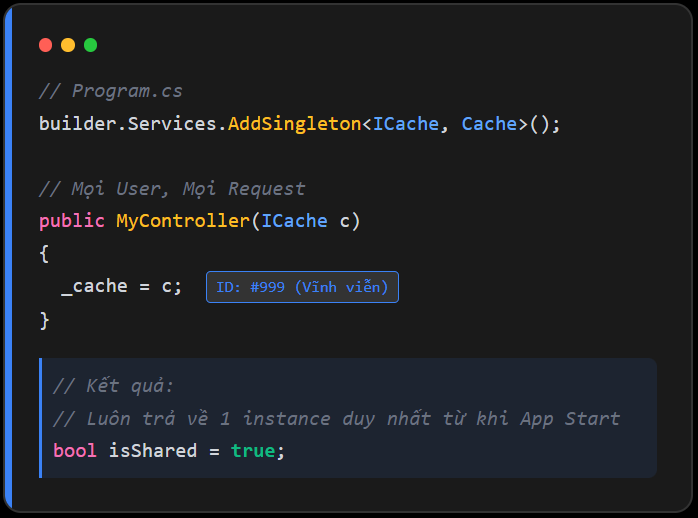 // Program.cs
builder.Services.AddSingleton<ICache, Cache>();
// Mọi User, Mọi Request
public MyController(ICache c)
{
_cache = c; ID: #999 (Vĩnh viễn)
}
// Kết quả:
// Luôn trả về 1 instance duy nhất từ khi App Start
bool isShared = true;